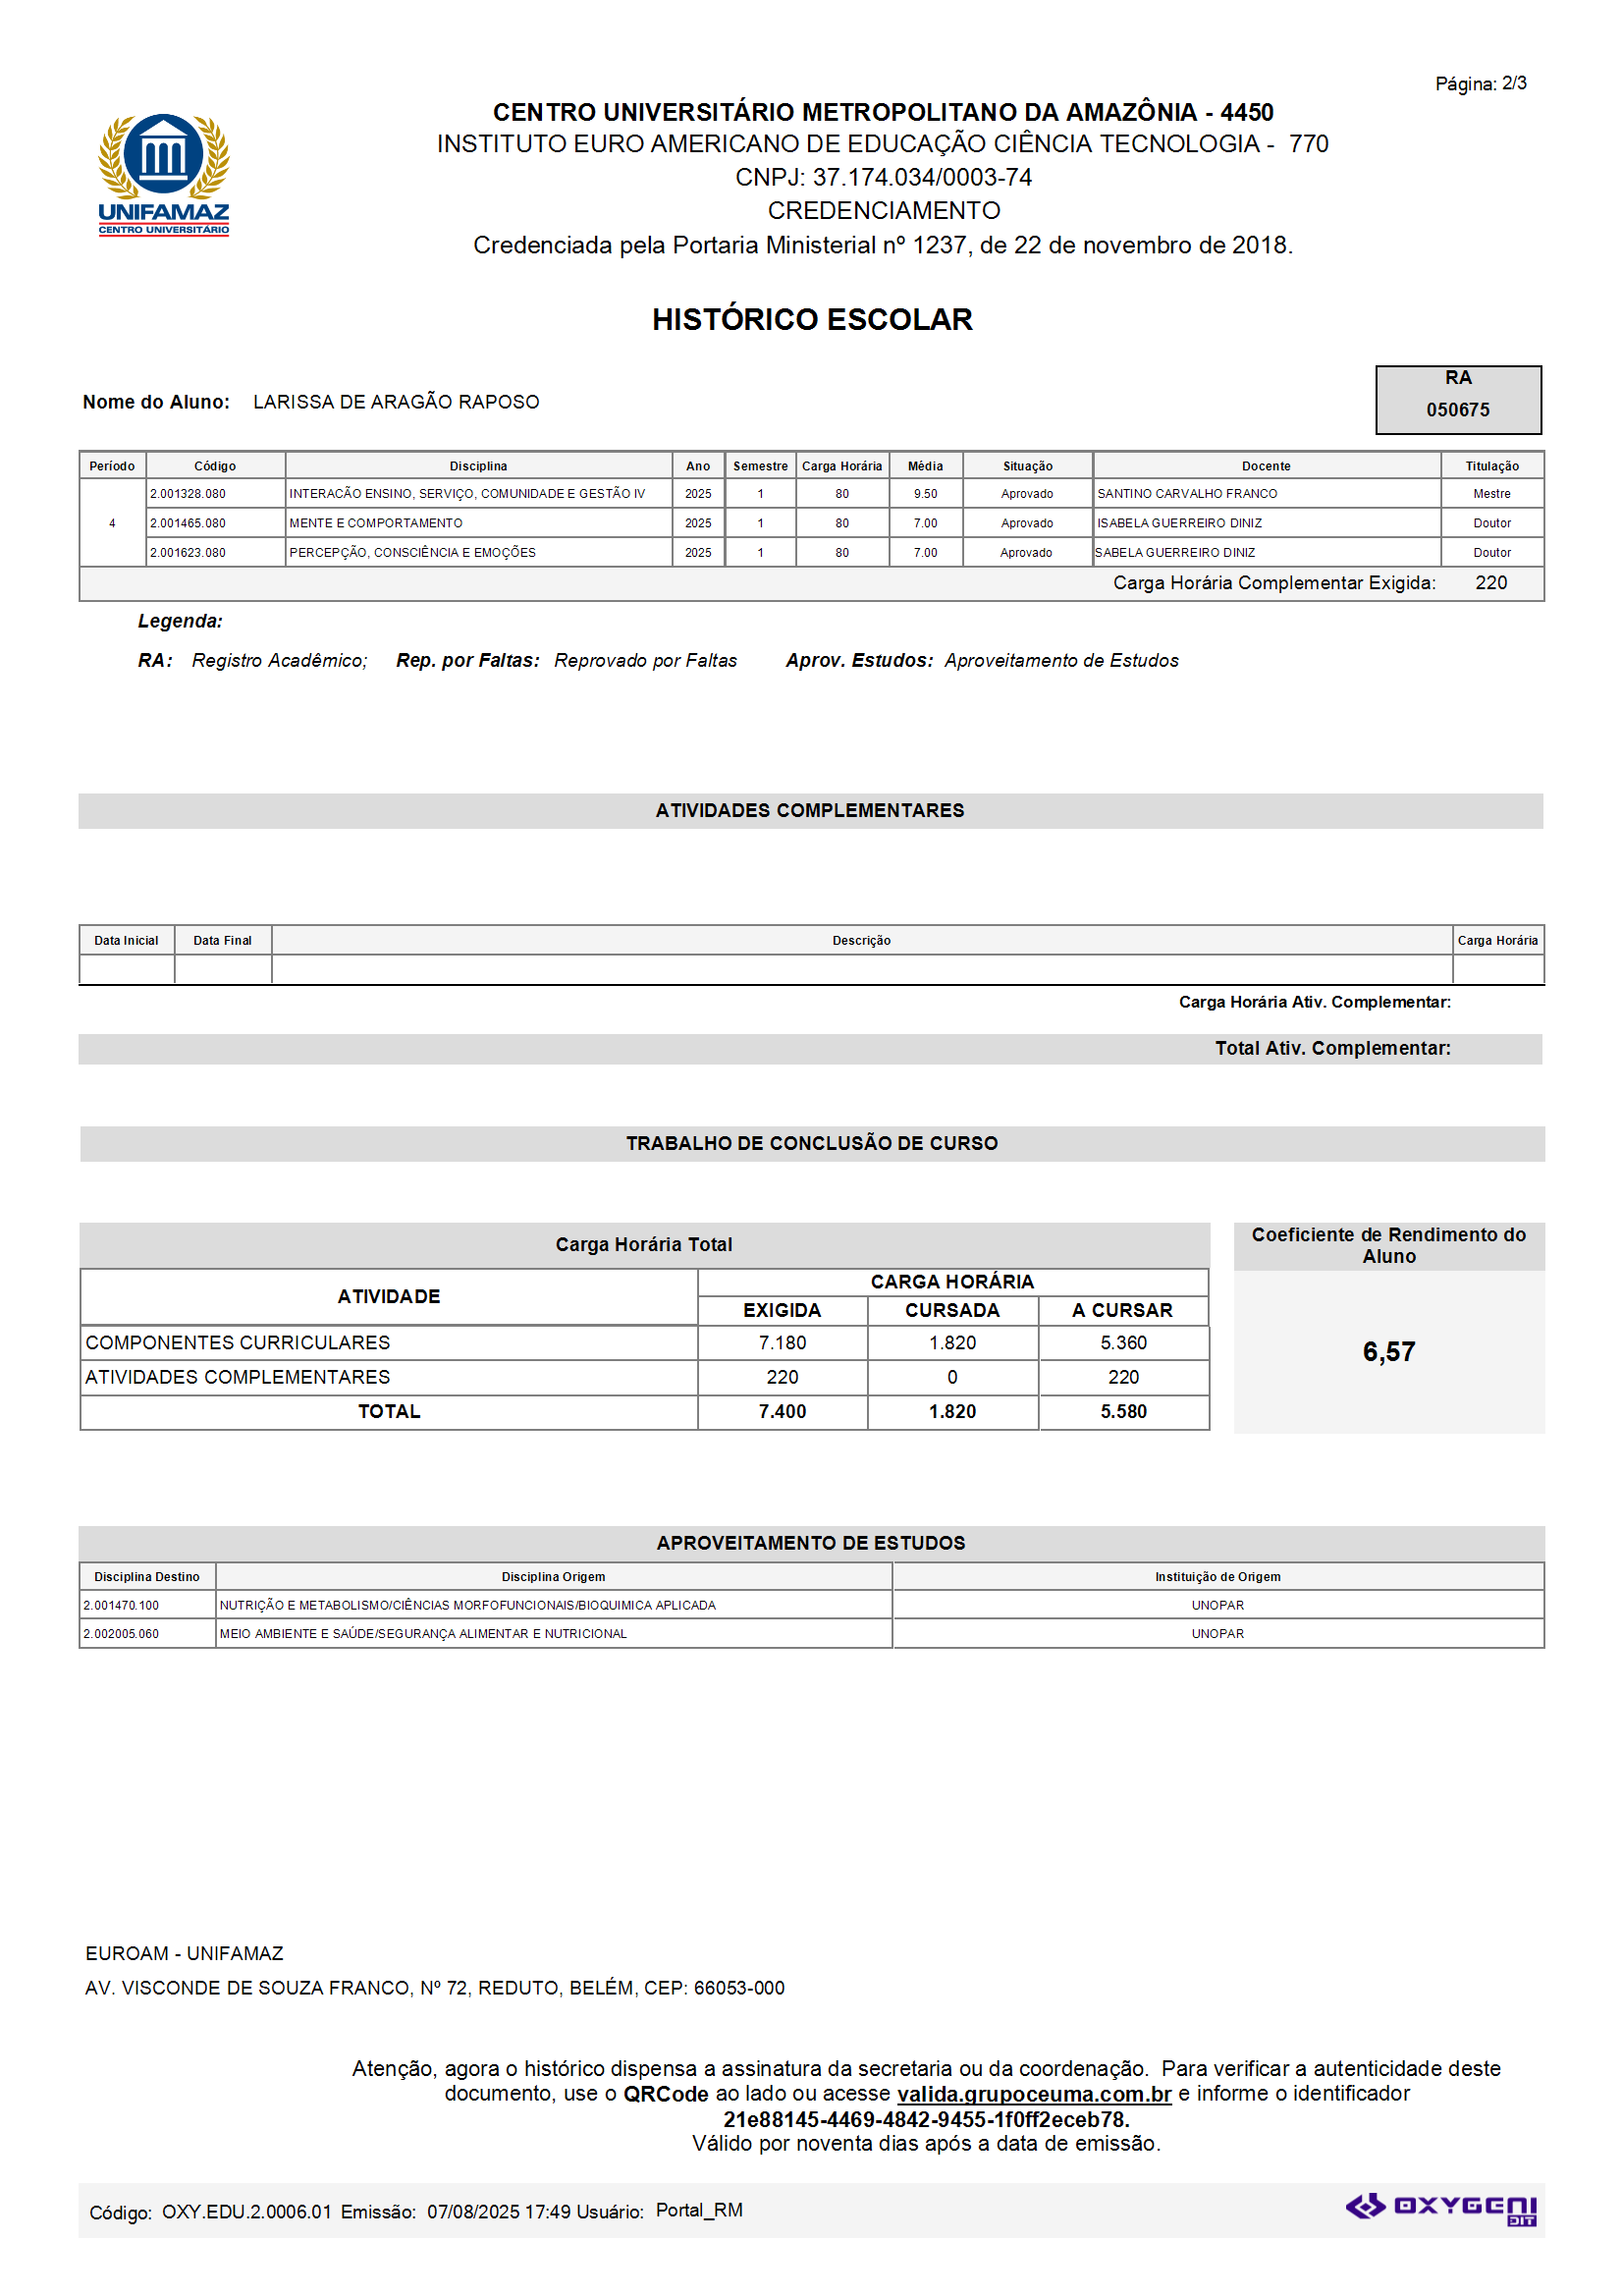 Página: 2/3
CENTRO UNIVERSITÁRIO METROPOLITANO DA AMAZÔNIA - 4450
INSTITUTO EURO AMERICANO DE EDUCAÇÃO CIÊNCIA TECNOLOGIA - 770
CNPJ: 37.174.034/0003-74
CREDENCIAMENTO
Credenciada pela Portaria Ministerial nº 1237, de 22 de novembro de 2018.
UNIFAMAZ
CENTRO UNIVERSITÁRIO
HISTÓRICO ESCOLAR
Nome do Aluno: LARISSA DE ARAGÃO RAPOSO
RA
050675
Período Código Disciplina Ano Semestre Carga Horária Média Situação Docente Titulação
2.001328.080 INTERACÃO ENSINO, SERVIÇO, COMUNIDADE E GESTÃO IV 2025 1 80 9.50 Aprovado SANTINO CARVALHO FRANCO Mestre
4 2.001465.080 MENTE E COMPORTAMENTO 2025 1 80 7.00 Aprovado ISABELA GUERREIRO DINIZ Doutor
2.001623.080 PERCEPÇÃO, CONSCIÊNCIA E EMOÇÕES 2025 1 80 7.00 Aprovado SABELA GUERREIRO DINIZ Doutor
Carga Horária Complementar Exigida: 220
Legenda:
RA: Registro Acadêmico; Rep. por Faltas: Reprovado por Faltas Aprov. Estudos: Aproveitamento de Estudos
ATIVIDADES COMPLEMENTARES
Data Inicial Data Final Descrição Carga Horária
Carga Horária Ativ. Complementar:
Total Ativ. Complementar:
TRABALHO DE CONCLUSÃO DE CURSO
Carga Horária Total
ATIVIDADE CARGA HORÁRIA
EXIGIDA CURSADA A CURSAR
COMPONENTES CURRICULARES 7.180 1.820 5.360
ATIVIDADES COMPLEMENTARES 220 0 220
TOTAL 7.400 1.820 5.580
Coeficiente de Rendimento do
Aluno
6,57
APROVEITAMENTO DE ESTUDOS
Disciplina Destino Disciplina Origem Instituição de Origem
2.001470.100 NUTRIÇÃO E METABOLISMO/CIÊNCIAS MORFOFUNCIONAIS/BIOQUIMICA APLICADA UNOPAR
2.002005.060 MEIO AMBIENTE E SAÚDE/SEGURANÇA ALIMENTAR E NUTRICIONAL UNOPAR
EUROAM - UNIFAMAZ
AV. VISCONDE DE SOUZA FRANCO, Nº 72, REDUTO, BELÉM, CEP: 66053-000
Atenção, agora o histórico dispensa a assinatura da secretaria ou da coordenação. Para verificar a autenticidade deste
documento, use o QRCode ao lado ou acesse valida.grupoceuma.com.br e informe o identificador
21e88145-4469-4842-9455-1f0ff2eceb78.
Válido por noventa dias após a data de emissão.
Código: OXY.EDU.2.0006.01 Emissão: 07/08/2025 17:49 Usuário: Portal_RM
OXYGENI
DIT